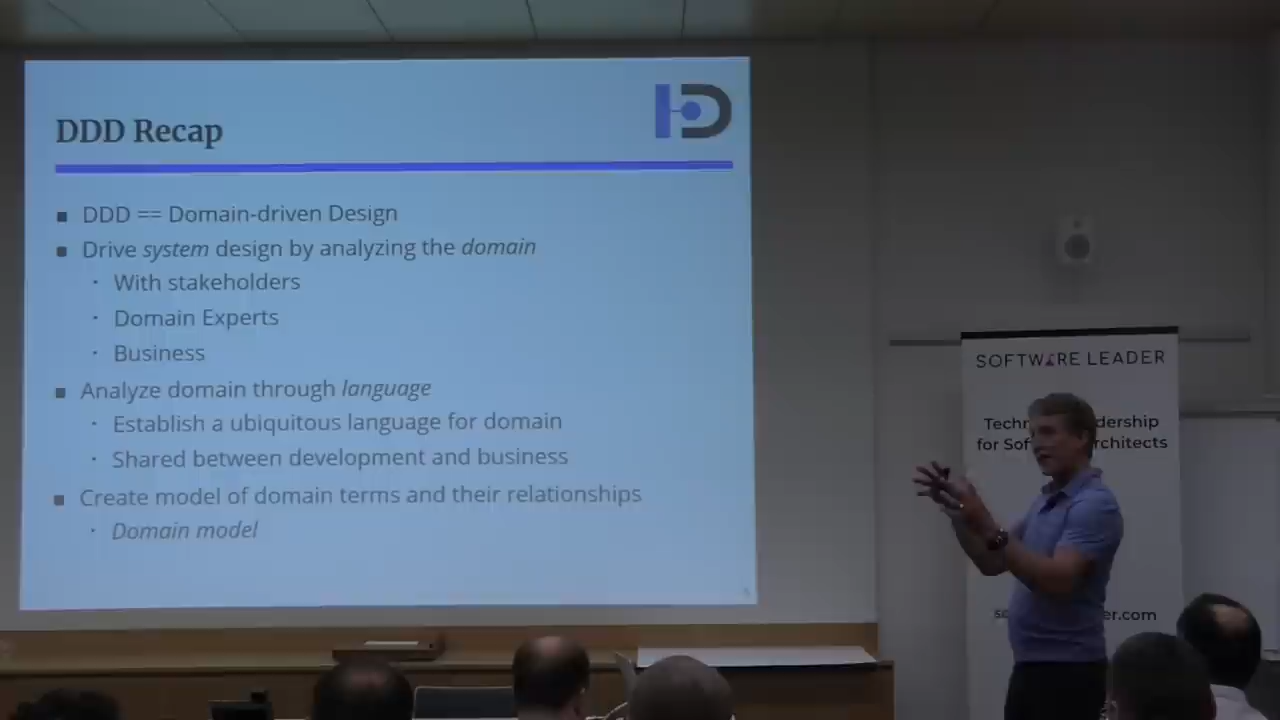 DDD Recap
DDD == Domain-driven Design
Drive system design by analyzing the domain
With stakeholders
Domain Experts
Business
Analyze domain through language
Establish a ubiquitous language for domain
Shared between development and business
Create model of domain terms and their relationships
Domain model
SOFTWARE LEADER
for